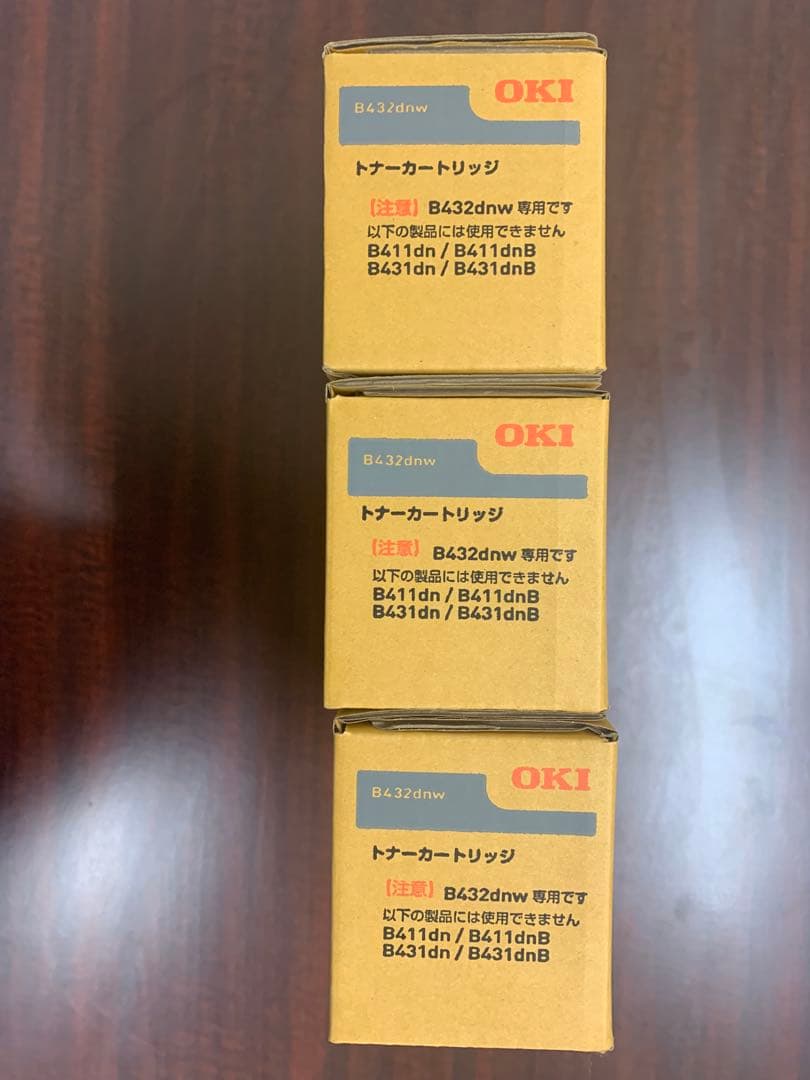 OKI
B432dnw
トナーカートリッジ
【注意】B432dnw 専用です
以下の製品には使用できません
B411dn / B411dnB
B431dn / B431dnB
OKI
B432dnw
トナーカートリッジ
【注意】B432dnw 専用です
以下の製品には使用できません
B411dn / B411dnB
B431dn / B431dnB
OKI
B432dnw
トナーカートリッジ
【注意】B432dnw 専用です
以下の製品には使用できません
B411dn / B411dnB
B431dn / B431dnB